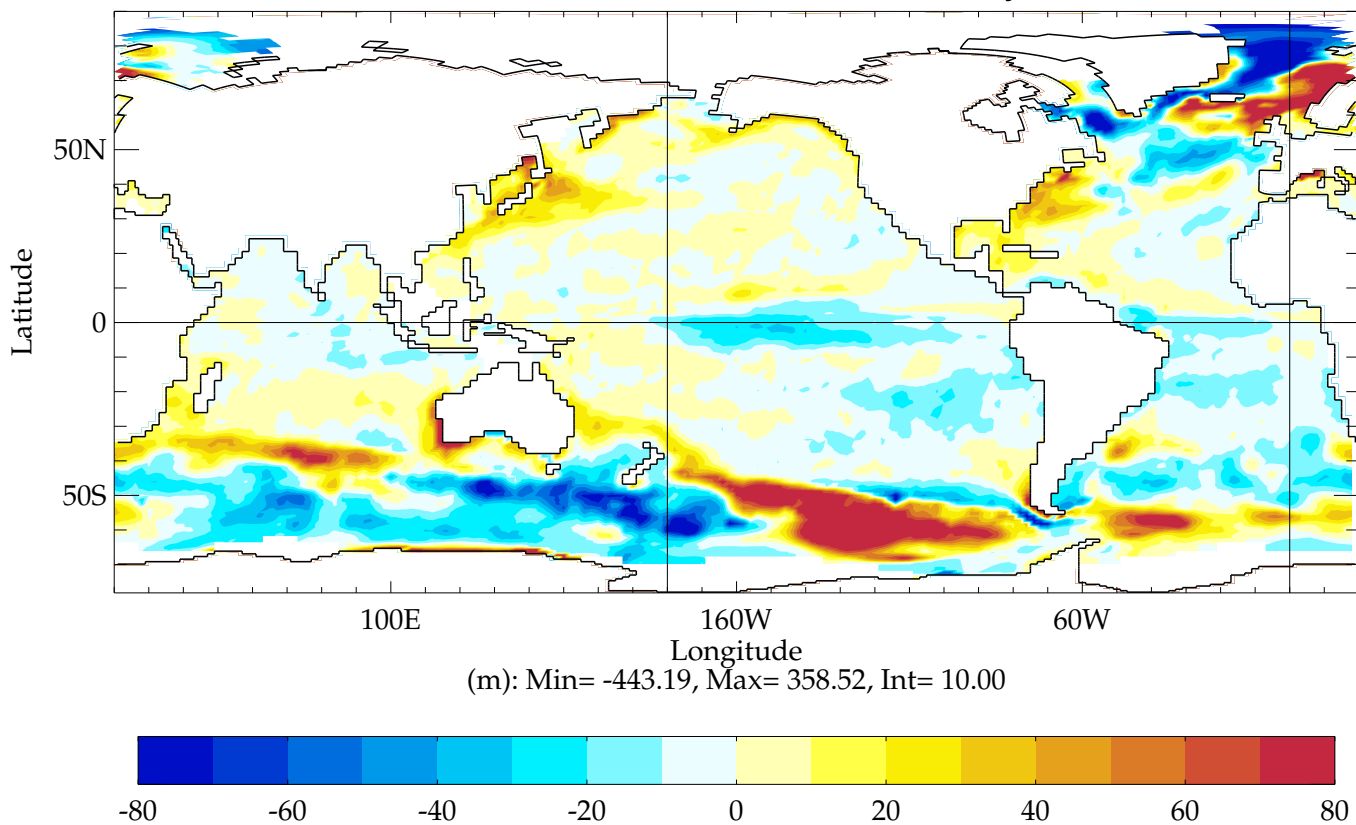 50N
0
50S
Latitude
100E 160W 60W
Longitude
(m): Min= -443.19, Max= 358.52, Int= 10.00
-80 -60 -40 -20 0 20 40 60 80